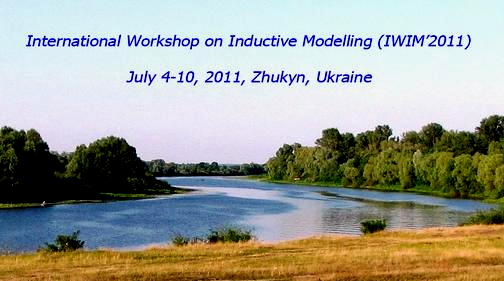 International Workshop on Inductive Modelling (IWIM’2011)
July 4-10, 2011, Zhukyn, Ukraine